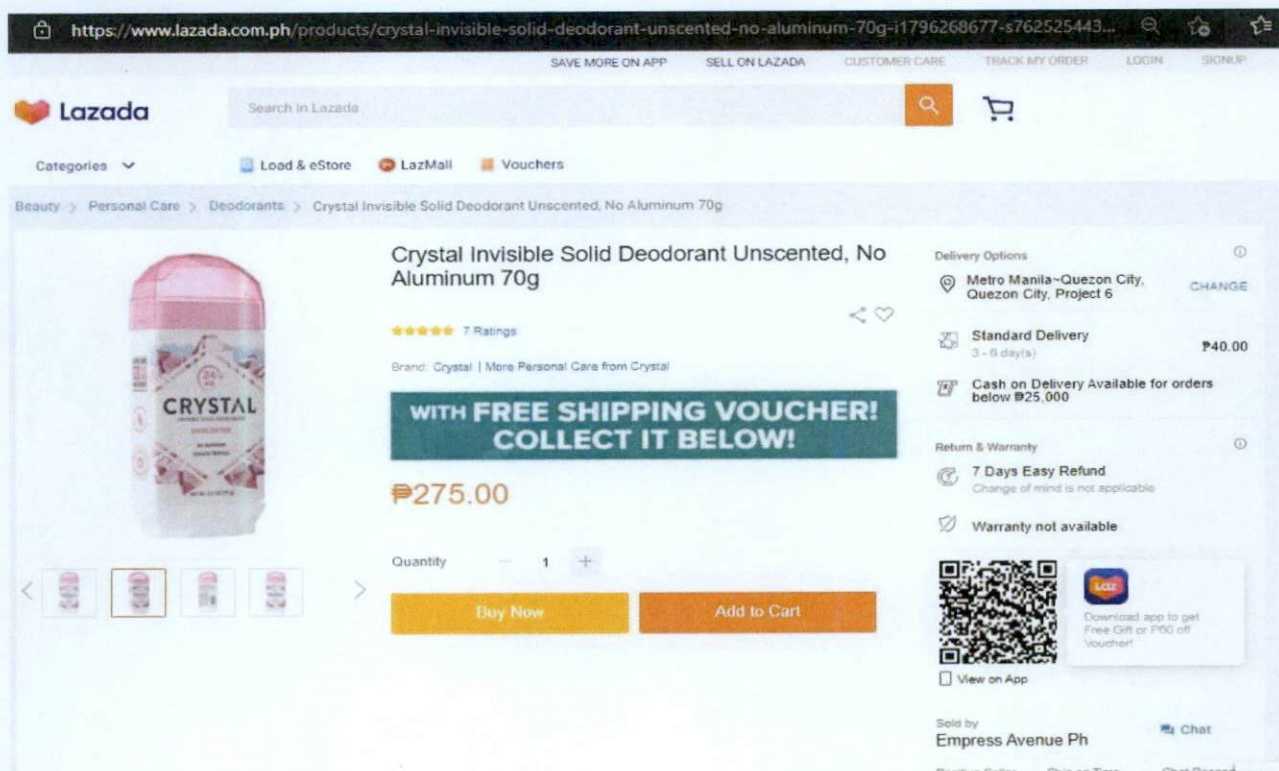 https://www.lazada.com.ph/products/crystal-invisible-solid-deodorant-unscented-no-aluminum-70g-i1796268677-s762525443...
SAVE MORE ON APP SELL ON LAZADA CUSTOMER CARE TRACK MY ORDER LOGIN SIGNUP
Lazada
Search in Lazada
Categories
Load & eStore
LazMall
Vouchers
Beauty > Personal Care > Deodorants > Crystal Invisible Solid Deodorant Unscented, No Aluminum 70g
Crystal Invisible Solid Deodorant Unscented, No
Aluminum 70g
7 Ratings
Brand: Crystal | More Personal Care from Crystal
WITH FREE SHIPPING VOUCHER!
COLLECT IT BELOW!
₱275.00
Quantity 1 +
Buy Now
Add to Cart
24
CRYSTAL
UNSCENTED
Delivery Options
Metro Manila~Quezon City,
Quezon City, Project 6
CHANGE
Standard Delivery
3 - 6 day(s)
₱40.00
Cash on Delivery Available for orders
below ₱25,000
Return & Warranty
7 Days Easy Refund
Change of mind is not applicable
Warranty not available
Laz
Download app to get
Free Gift or P60 off
Voucher!
View on App
Sold by
Empress Avenue Ph
Chat